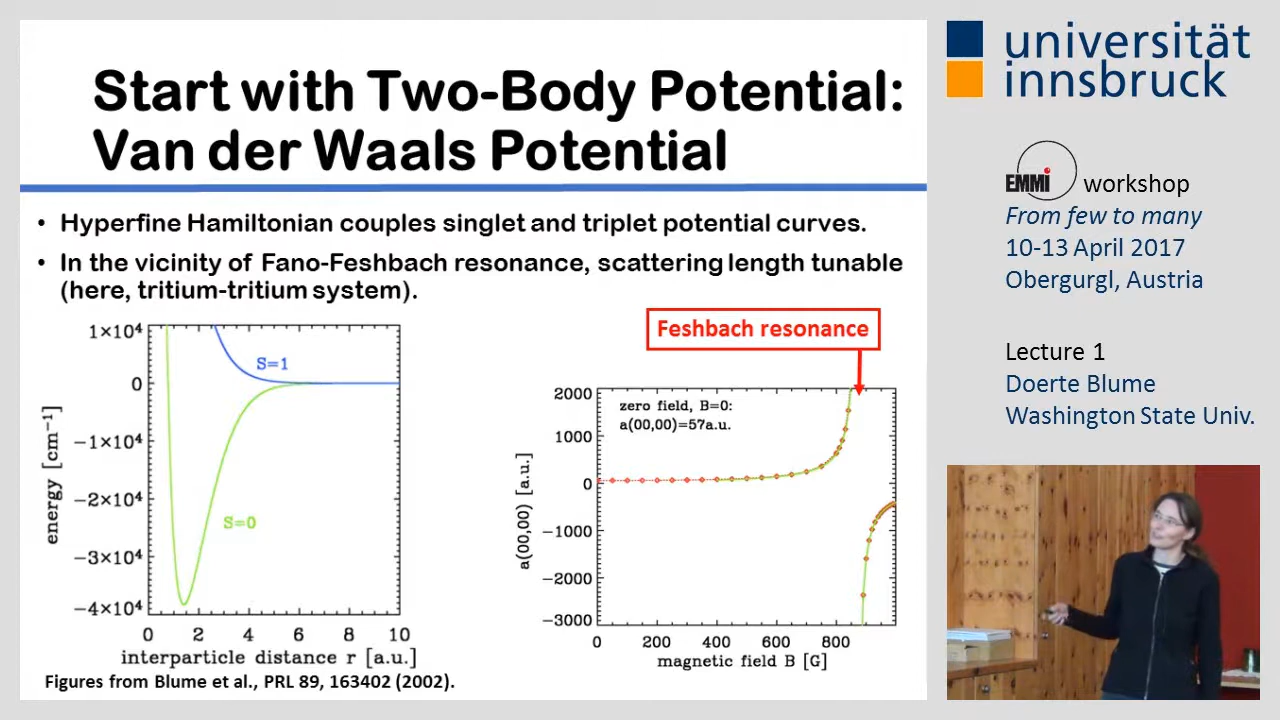 Start with Two-Body Potential:
Van der Waals Potential
• Hyperfine Hamiltonian couples singlet and triplet potential curves.
• In the vicinity of Fano-Feshbach resonance, scattering length tunable
(here, tritium-tritium system).
1×10⁴
0
−1×10⁴
−2×10⁴
−3×10⁴
−4×10⁴
energy [cm⁻¹]
S=1
S=0
0 2 4 6 8 10
interparticle distance r [a.u.]
Feshbach resonance
2000
1000
0
−1000
−2000
−3000
a(00,00) [a.u.]
zero field, B=0:
a(00,00)=57a.u.
0 200 400 600 800
magnetic field B [G]
Figures from Blume et al., PRL 89, 163402 (2002).
universität
innsbruck
EMMI workshop
From few to many
10-13 April 2017
Obergurgl, Austria
Lecture 1
Doerte Blume
Washington State Univ.